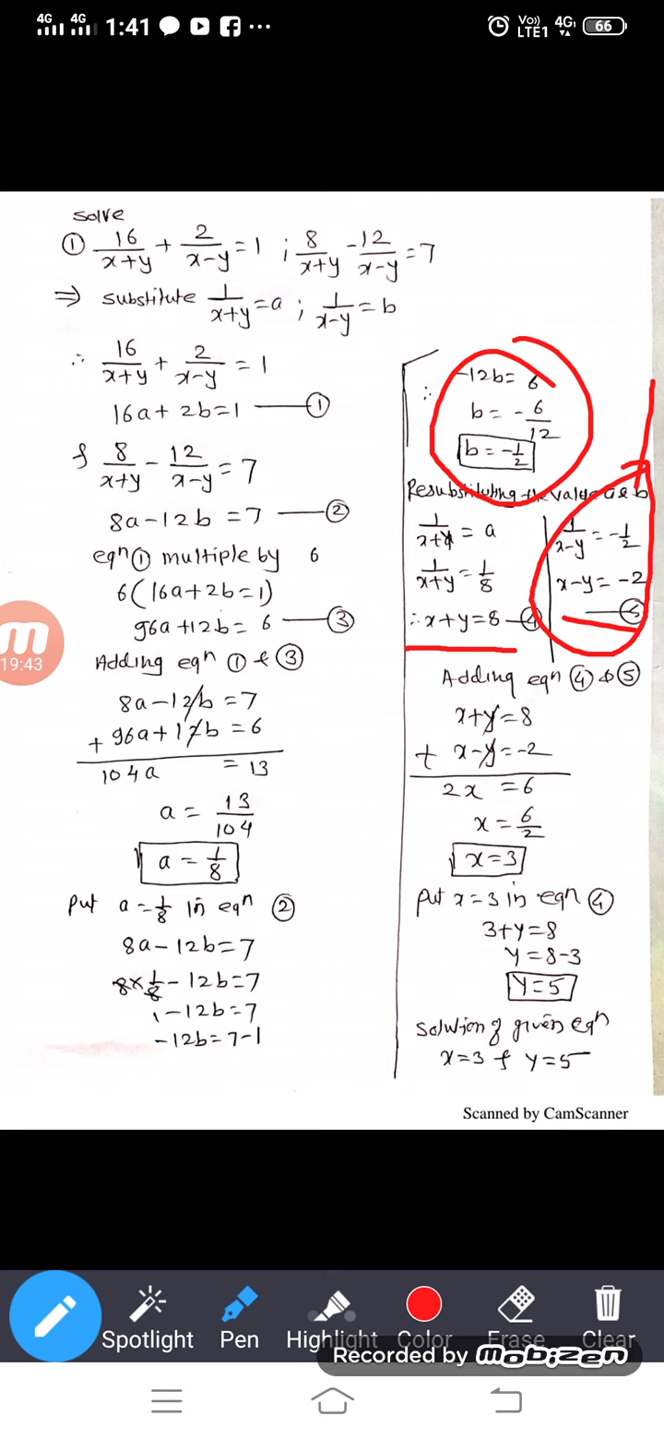 4G 4G 1:41 ... Vo)) LTE1 4G 66
Solve
① 16/x+y + 2/x-y = 1 ; 8/x+y -12/x-y = 7
⇒ substitute 1/x+y = a ; 1/x-y = b
∴ 16/x+y + 2/x-y = 1
16a + 2b = 1 — ①
& 8/x+y - 12/x-y = 7
8a - 12b = 7 — ②
eqn ① multiple by 6
6(16a+2b=1)
96a+12b = 6 — ③
m
19:43
Adding eqn ① & ③
8a-12b = 7
+ 96a+12b = 6
104a = 13
a = 13/104
a = 1/8
Put a = 1/8 in eqn ②
8a - 12b = 7
8 × 1/8 - 12b = 7
1 - 12b = 7
-12b = 7-1
∴ -12b = 6
b = - 6/12
b = -1/2
Resubstituting the value a & b
1/x+y = a
1/x+y = 1/8
∴ x+y = 8 — ④
1/x-y = -1/2
x-y = -2
— ⑤
Adding eqn ④ & ⑤
x+y = 8
+ x-y = -2
2x = 6
x = 6/2
x = 3
Put x = 3 in eqn ④
3+y = 8
y = 8-3
y = 5
Solution of given eqn
x = 3 & y = 5
Scanned by CamScanner
Spotlight Pen Highlight Color Erase Clear
Recorded by mobizen